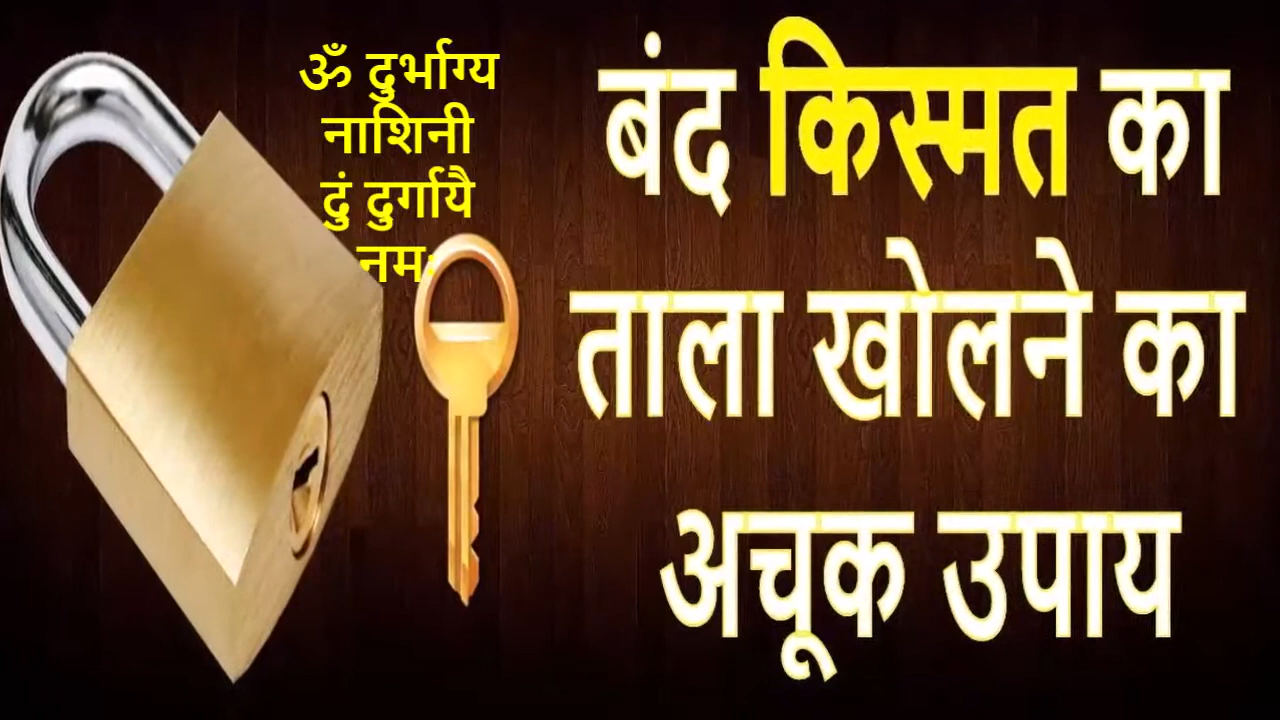 ॐ दुर्भाग्य
नाशिनी
दुं दुर्गायै
नमः
बंद किस्मत का
ताला खोलने का
अचूक उपाय